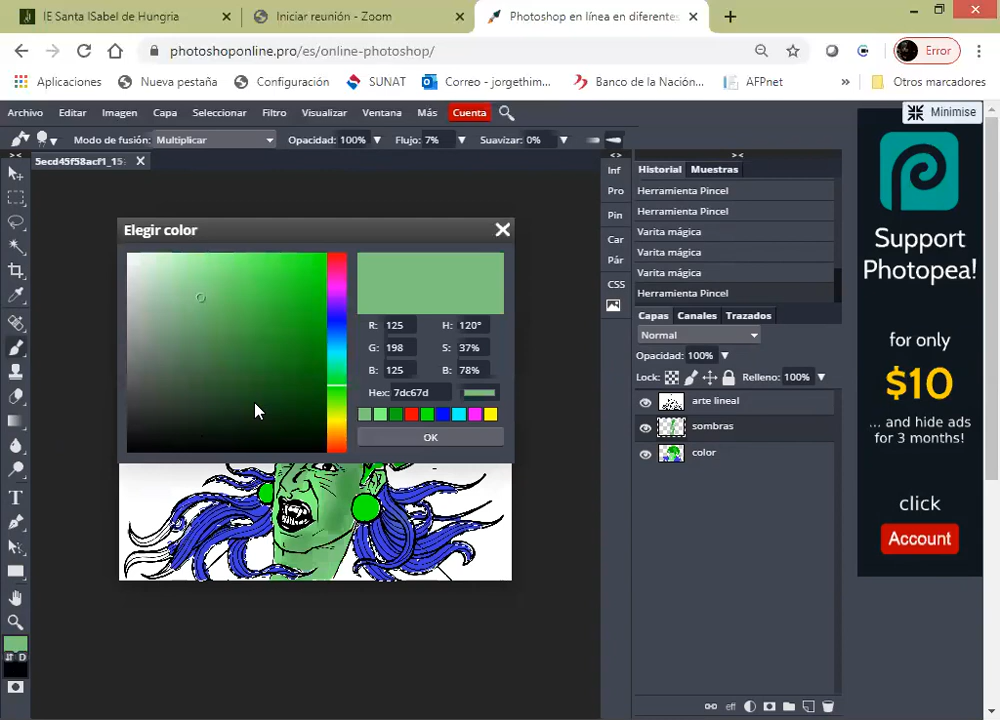 IE Santa ISabel de Hungria
Iniciar reunión - Zoom
Photoshop en línea en diferentes
photoshoponline.pro/es/online-photoshop/
Error
Aplicaciones
Nueva pestaña
Configuración
SUNAT
Correo - jorgethim...
Banco de la Nación...
AFPnet
»
Otros marcadores
Archivo Editar Imagen Capa Seleccionar Filtro Visualizar Ventana Más Cuenta
Minimise
Modo de fusión: Multiplicar Opacidad: 100% Flujo: 7% Suavizar: 0%
5ecd45f58acf1_15:
Elegir color
R: 125 H: 120°
G: 198 S: 37%
B: 125 B: 78%
Hex: 7dc67d
OK
D
Inf
Pro
Pin
Car
Pár
CSS
Historial Muestras
Herramienta Pincel
Herramienta Pincel
Varita mágica
Varita mágica
Varita mágica
Herramienta Pincel
Capas Canales Trazados
Normal
Opacidad: 100%
Lock: Relleno: 100%
arte lineal
sombras
color
eff
Support
Photopea!
for only
$10
... and hide ads
for 3 months!
click
Account